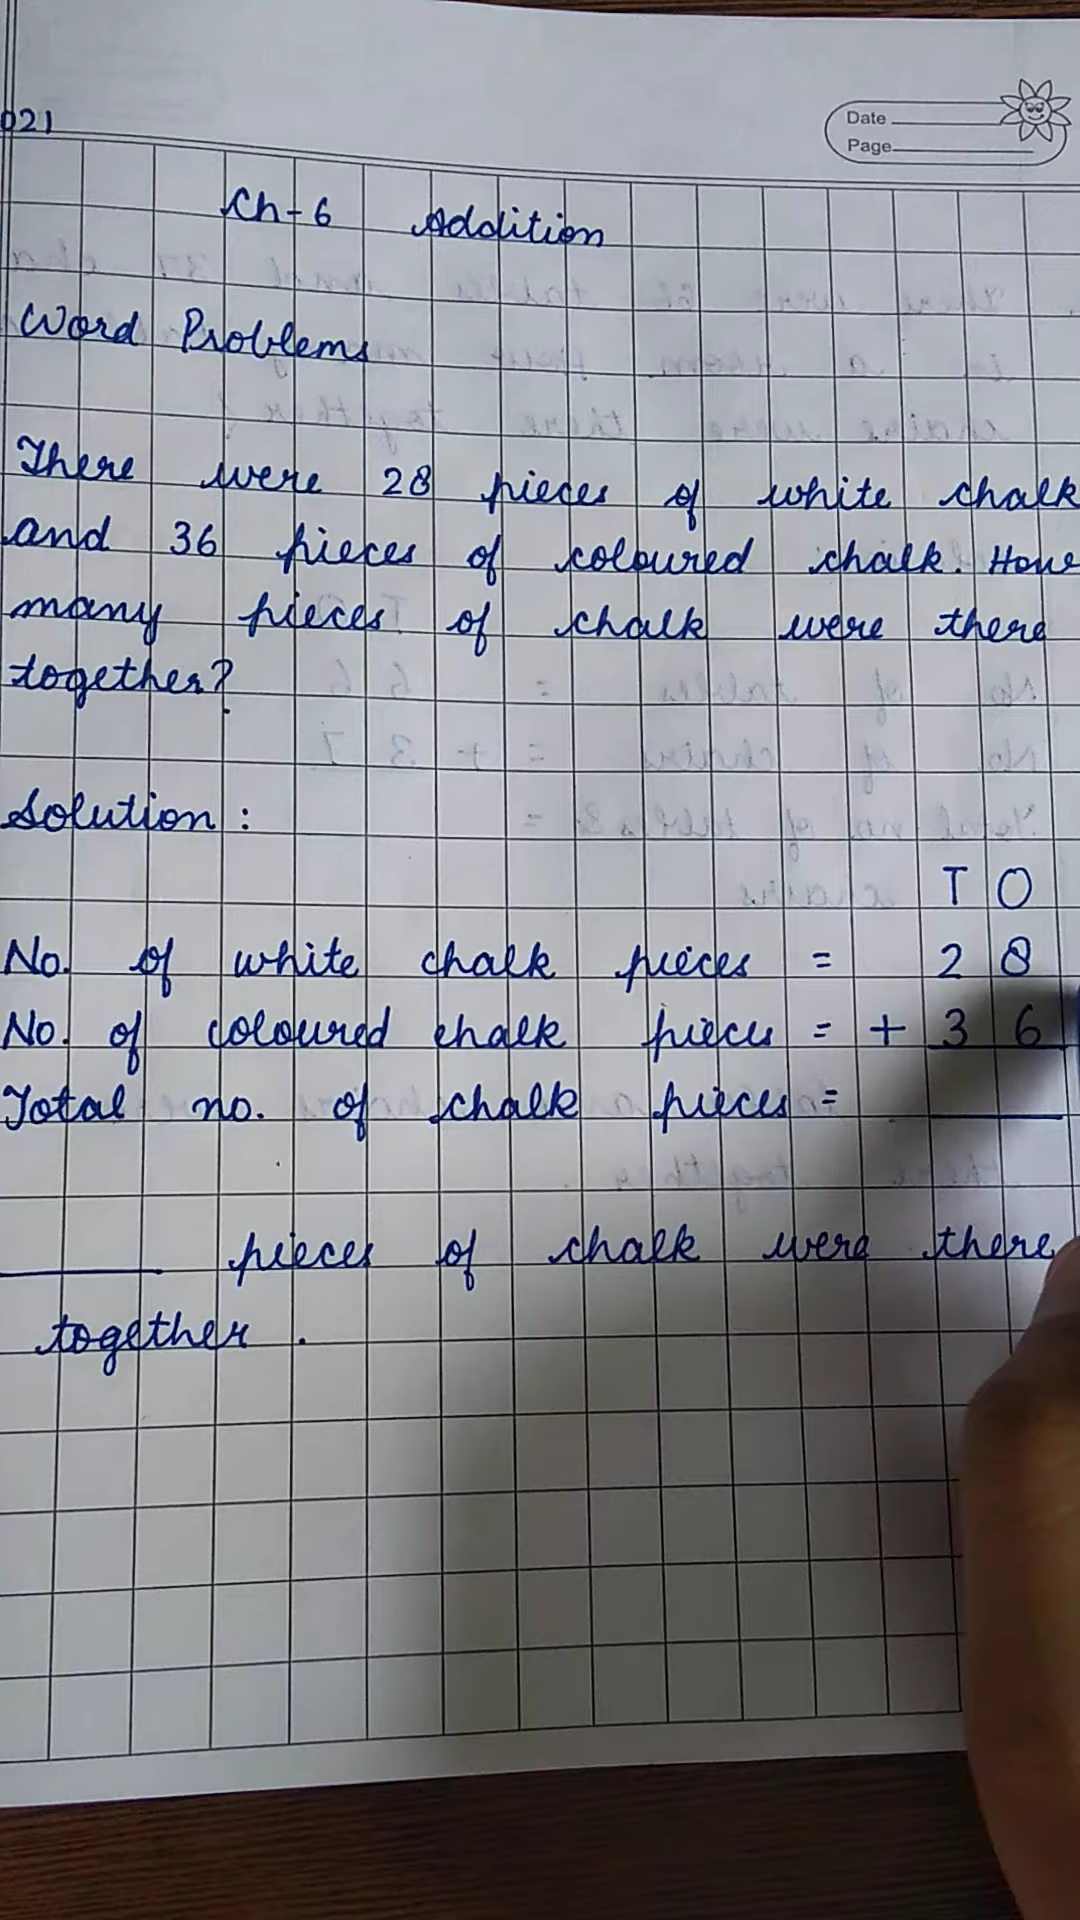 021
Date
Page
Ch-6 Addition
Word Problems
There were 28 pieces of white chalk
and 36 pieces of coloured chalk. How
many pieces of chalk were there
together?
Solution :
T O
No. of white chalk pieces = 2 8
No. of coloured chalk pieces = + 3 6
Total no. of chalk pieces =
pieces of chalk were there
together .